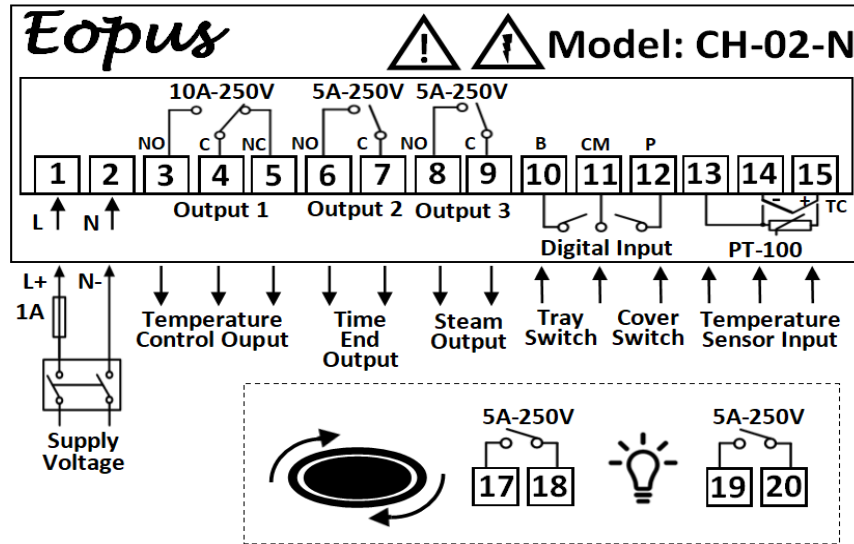 Eopus
Model: CH-02-N
10A-250V 5A-250V 5A-250V
NO C NC NO C NO C B CM P
1 2 3 4 5 6 7 8 9 10 11 12 13 14 15
L N Output 1 Output 2 Output 3 - + TC
Digital Input PT-100
L+ N-
1A
Temperature
Control Ouput
Time
End
Output
Steam
Output
Tray
Switch
Cover
Switch
Temperature
Sensor Input
Supply
Voltage
5A-250V 5A-250V
17 18 19 20